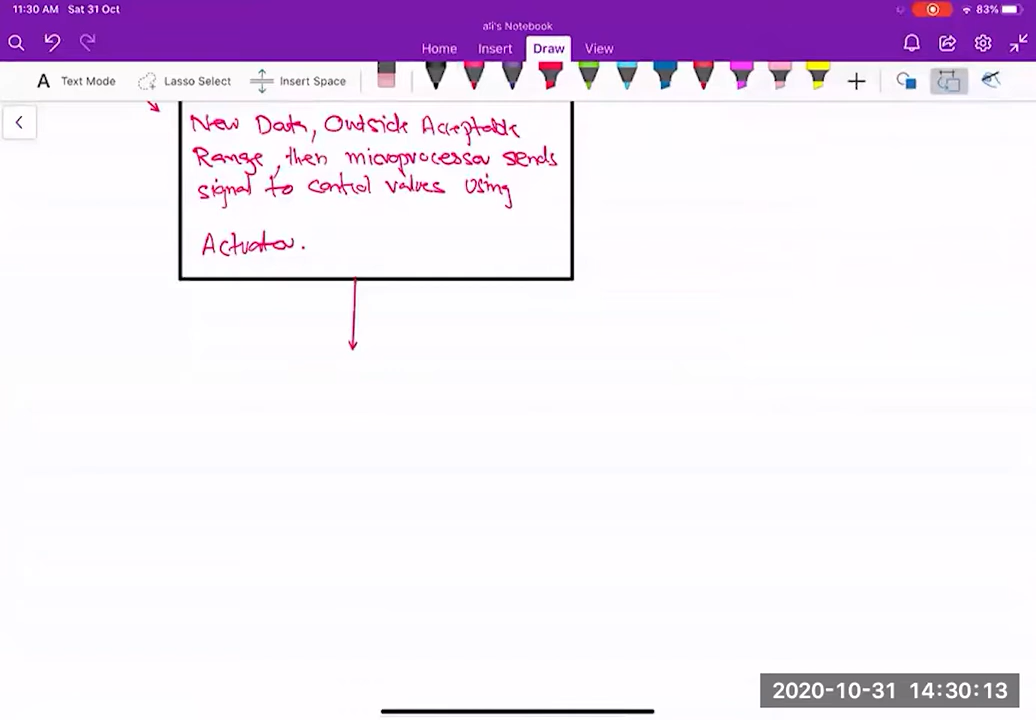 11:30 AM Sat 31 Oct
83%
ali's Notebook
Home Insert Draw View
Text Mode Lasso Select Insert Space
New Data, Outside Acceptable
Range, then microprocessor sends
signal to control values using
Actuator.
2020-10-31 14:30:13